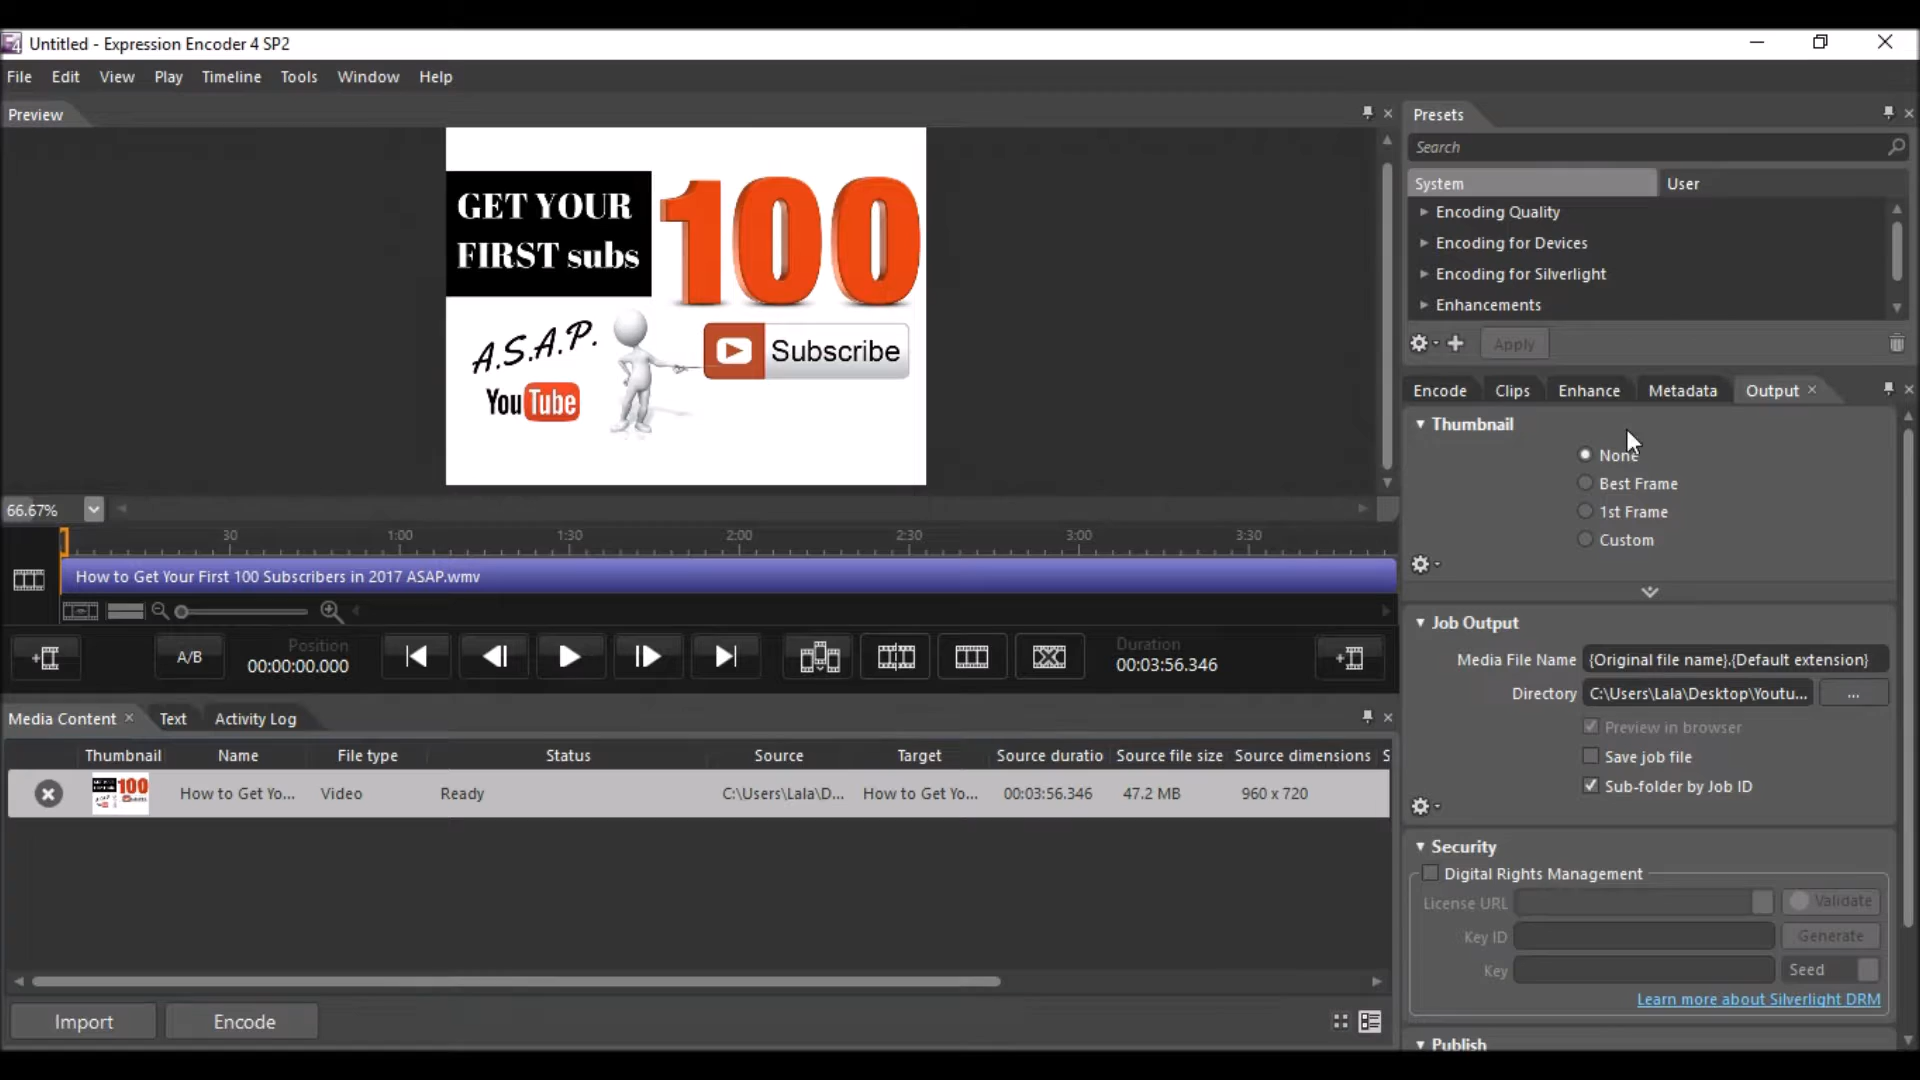 Untitled - Expression Encoder 4 SP2
File Edit View Play Timeline Tools Window Help
Preview
GET YOUR
FIRST subs
100
A.S.A.P.
YouTube
Subscribe
66.67%
30 1:00 1:30 2:00 2:30 3:00 3:30
How to Get Your First 100 Subscribers in 2017 ASAP.wmv
A/B
Position
00:00:00.000
Duration
00:03:56.346
Media Content Text Activity Log
Thumbnail Name File type Status Source Target Source duratio Source file size Source dimensions S
How to Get Yo... Video Ready C:\Users\Lala\D... How to Get Yo... 00:03:56.346 47.2 MB 960 x 720
Import Encode
Presets
Search
System User
Encoding Quality
Encoding for Devices
Encoding for Silverlight
Enhancements
Apply
Encode Clips Enhance Metadata Output
Thumbnail
None
Best Frame
1st Frame
Custom
Job Output
Media File Name {Original file name}.{Default extension}
Directory C:\Users\Lala\Desktop\Youtu... ...
Preview in browser
Save job file
Sub-folder by Job ID
Security
Digital Rights Management
License URL Validate
Key ID Generate
Key Seed
Learn more about Silverlight DRM
Publish